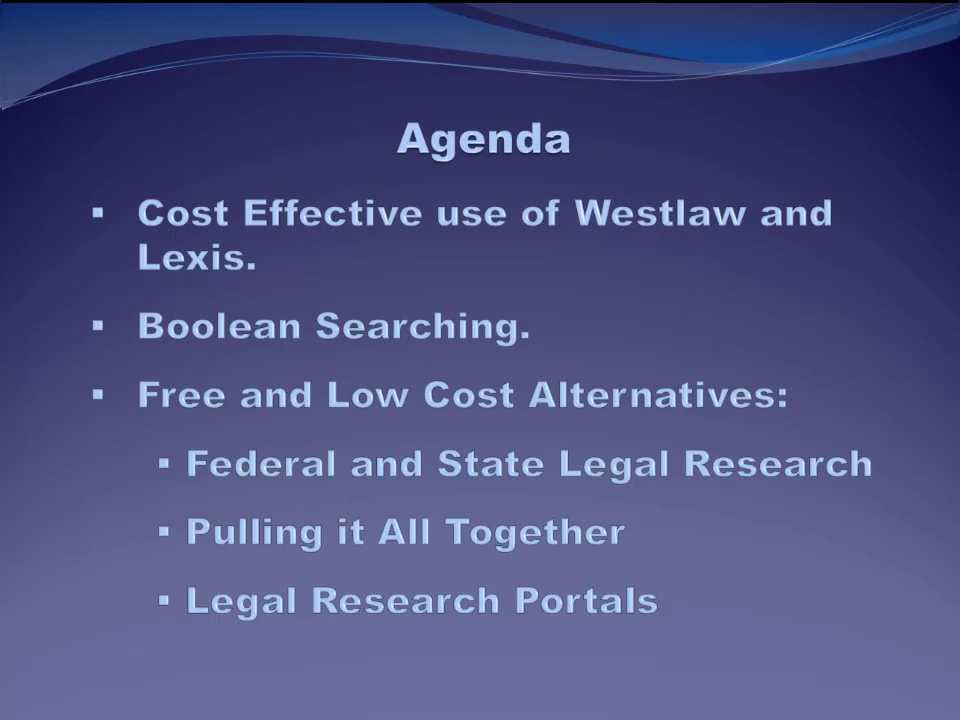 Agenda
▪ Cost Effective use of Westlaw and
Lexis.
▪ Boolean Searching.
▪ Free and Low Cost Alternatives:
▪ Federal and State Legal Research
▪ Pulling it All Together
▪ Legal Research Portals